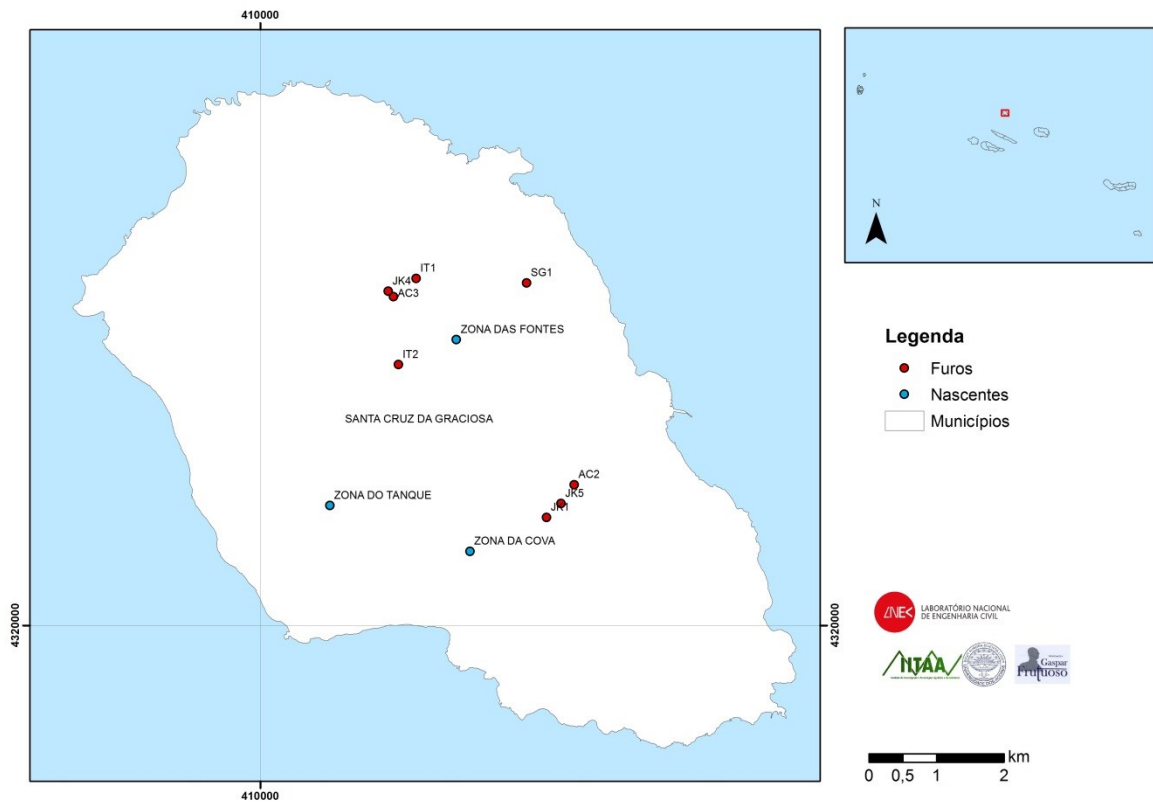 410000
IT1
SG1
JK4
AC3
ZONA DAS FONTES
IT2
SANTA CRUZ DA GRACIOSA
AC2
ZONA DO TANQUE
JK5
JK1
ZONA DA COVA
4320000
4320000
410000
N
Legenda
Furos
Nascentes
Municípios
LNEC
LABORATÓRIO NACIONAL
DE ENGENHARIA CIVIL
Gaspar
Frutuoso
km
0 0,5 1 2